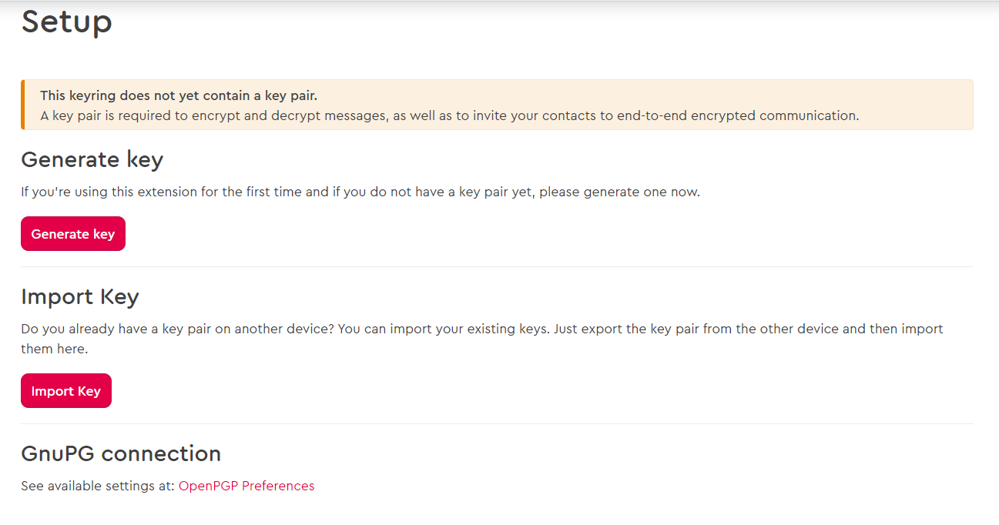 Setup
This keyring does not yet contain a key pair.
A key pair is required to encrypt and decrypt messages, as well as to invite your contacts to end-to-end encrypted communication.
Generate key
If you're using this extension for the first time and if you do not have a key pair yet, please generate one now.
Generate key
Import Key
Do you already have a key pair on another device? You can import your existing keys. Just export the key pair from the other device and then import
them here.
Import Key
GnuPG connection
See available settings at: OpenPGP Preferences